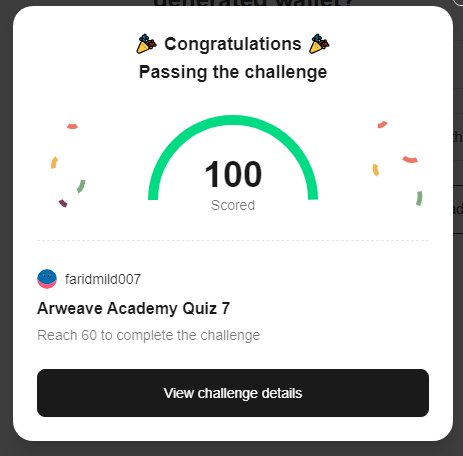 generated wallet?
Congratulations
Passing the challenge
100
Scored
faridmild007
Arweave Academy Quiz 7
Reach 60 to complete the challenge
View challenge details